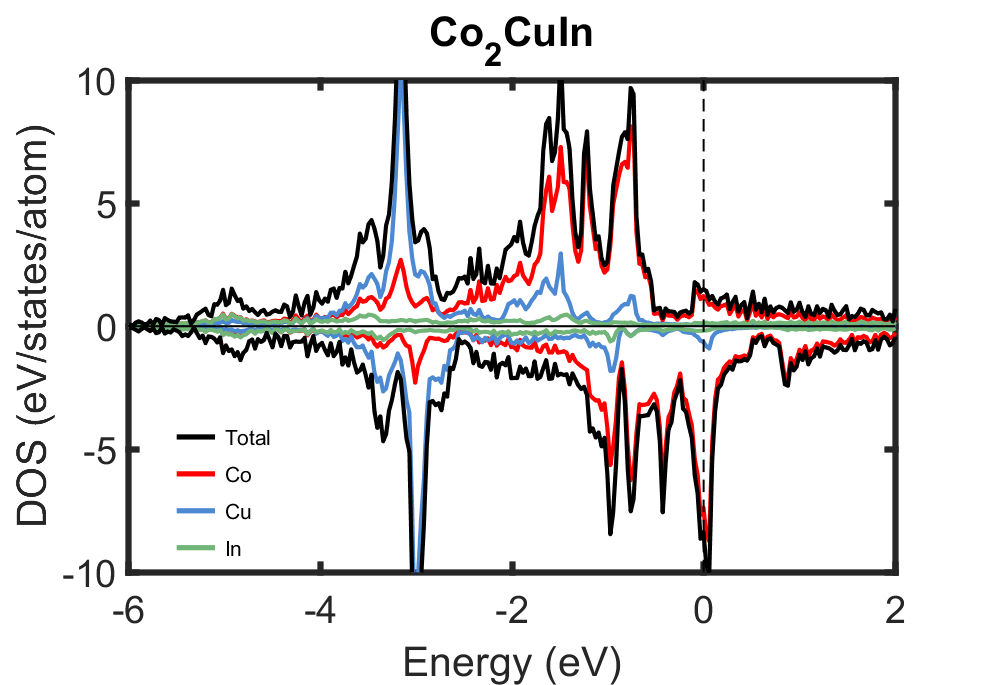 Co2CuIn
10
5
0
-5
-10
DOS (eV/states/atom)
Total
Co
Cu
In
-6 -4 -2 0 2
Energy (eV)